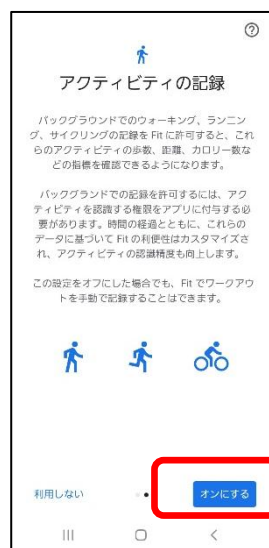 アクティビティの記録
バックグラウンドでのウォーキング、ランニン
グ、サイクリングの記録を Fit に許可すると、これ
らのアクティビティの歩数、距離、カロリー数な
どの指標を確認できるようになります。
バックグランドでの記録を許可するには、アク
ティビティを認識する権限をアプリに付与する必
要があります。時間の経過とともに、これらの
データに基づいて Fit の利便性はカスタマイズさ
れ、アクティビティの認識精度も向上します。
この設定をオフにした場合でも、Fit でワークアウ
トを手動で記録することはできます。
利用しない
オンにする